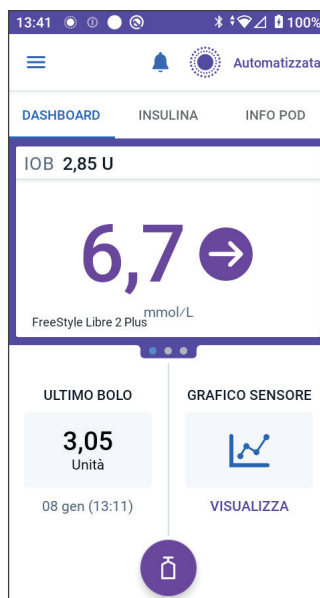 13:41 100%
Automatizzata
DASHBOARD INSULINA INFO POD
IOB 2,85 U
6,7
mmol/L
FreeStyle Libre 2 Plus
ULTIMO BOLO GRAFICO SENSORE
3,05
Unità
08 gen (13:11) VISUALIZZA